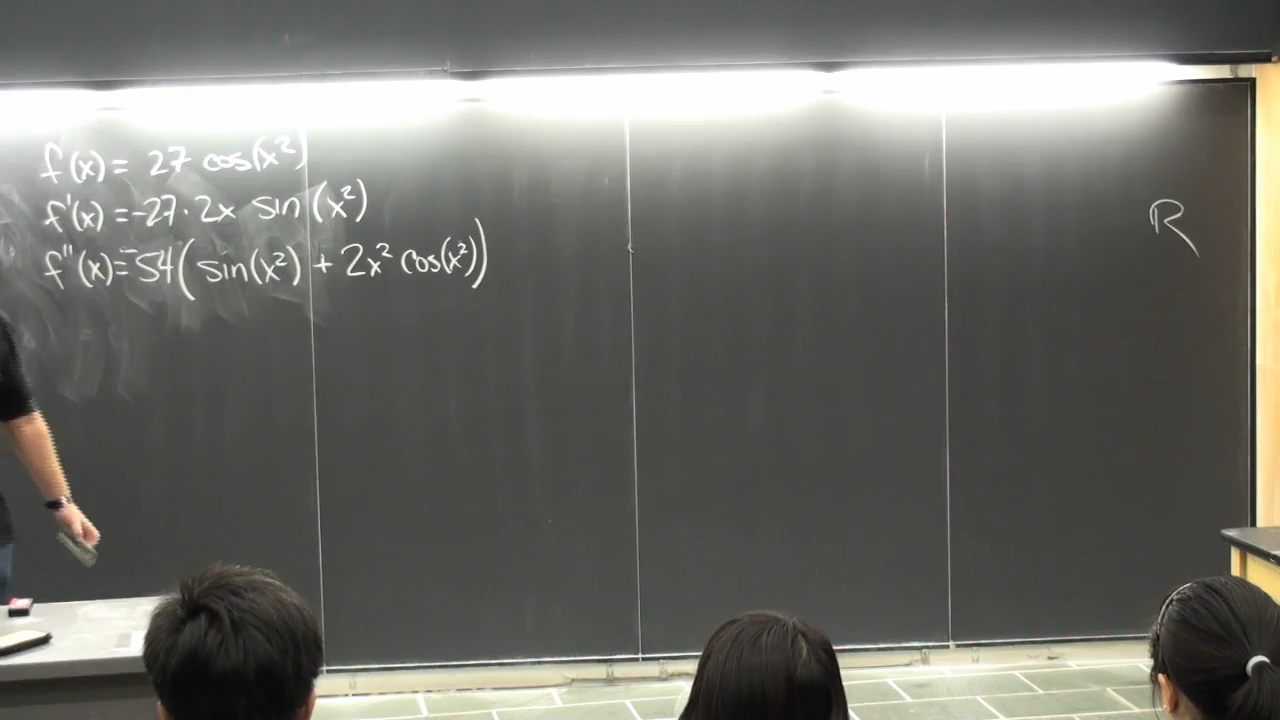 f(x) = 27 cos(x²)
f'(x) = -27·2x sin(x²)
f''(x) = -54(sin(x²) + 2x² cos(x²))
R